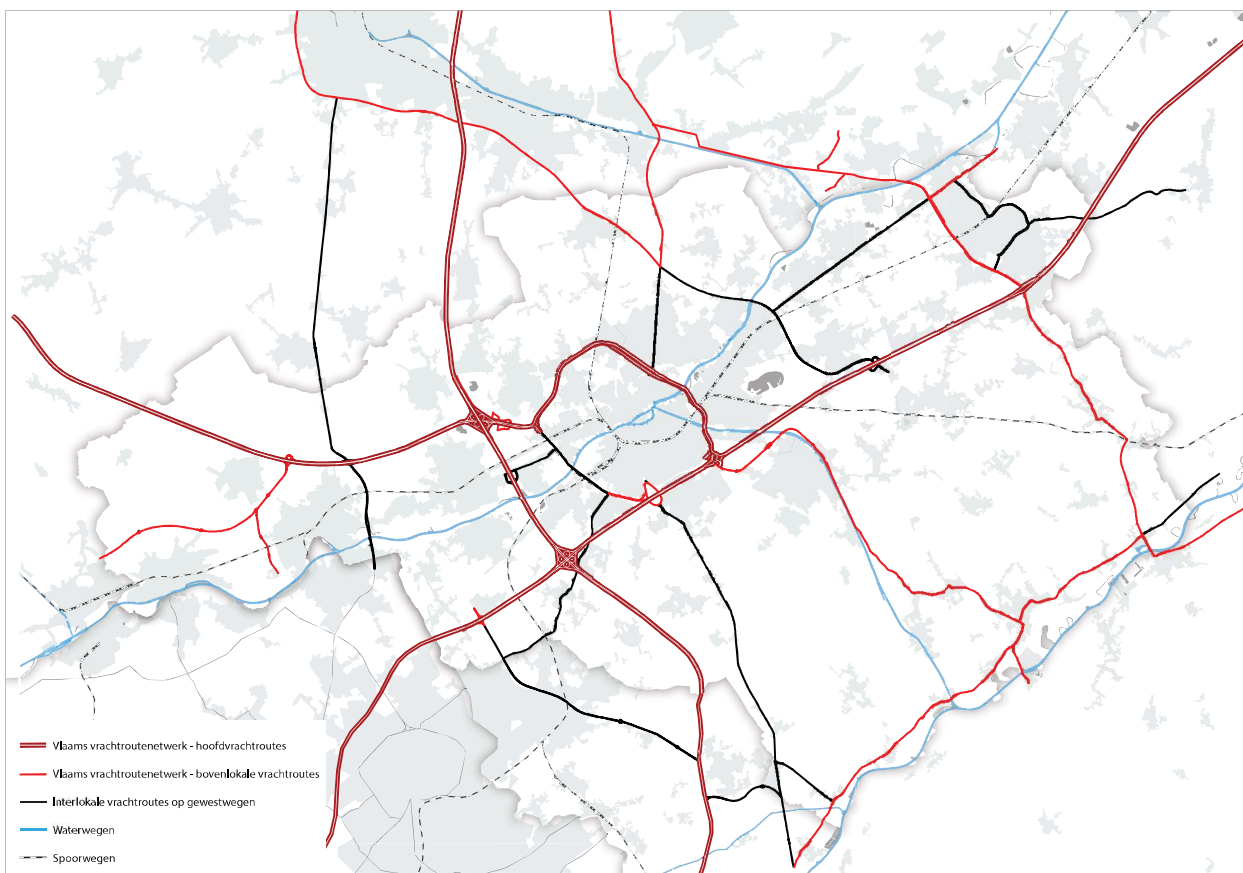 Vlaams vrachtroutenetwerk - hoofdvrachtroutes
Vlaams vrachtroutenetwerk - bovenlokale vrachtroutes
Interlokale vrachtroutes op gewestwegen
Waterwegen
Spoorwegen